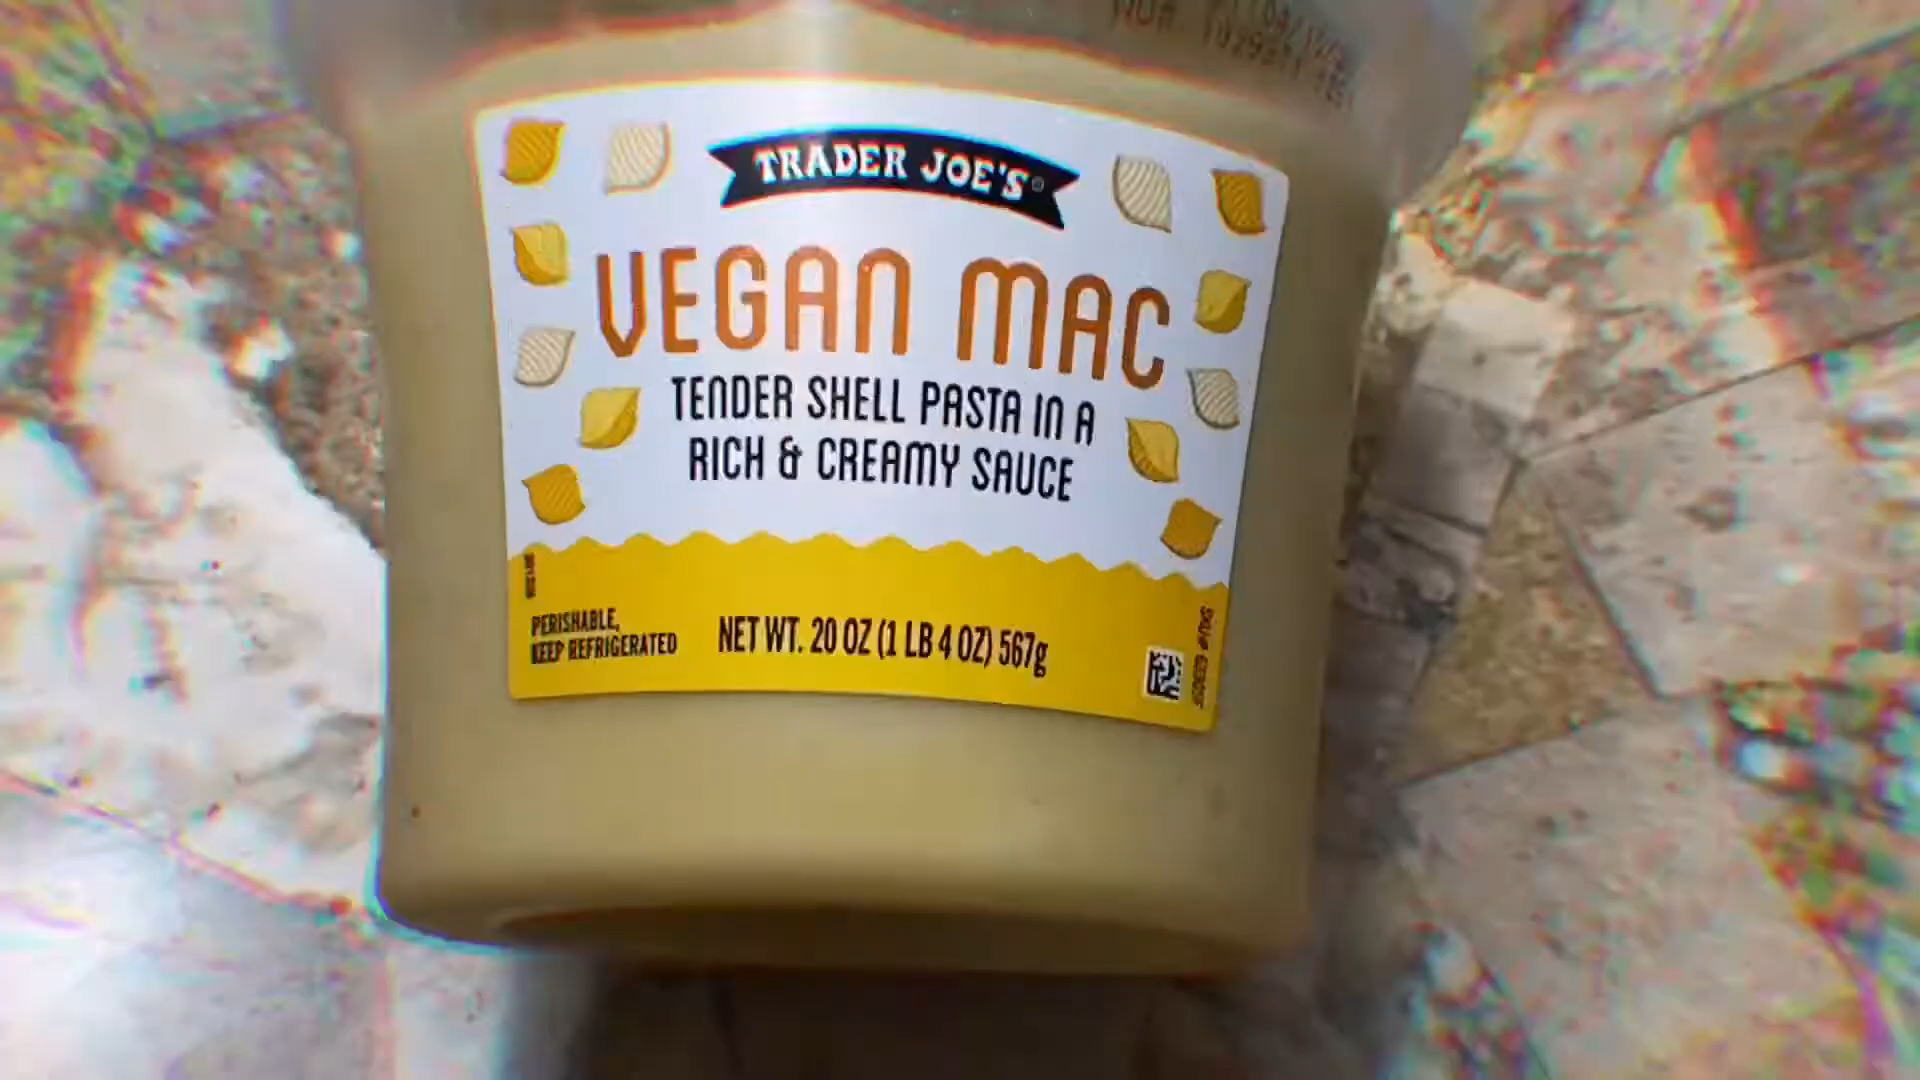 TRADER JOE'S
VEGAN MAC
TENDER SHELL PASTA IN A
RICH & CREAMY SAUCE
PERISHABLE,
KEEP REFRIGERATED
NET WT. 20 OZ (1 LB 4 OZ) 567g